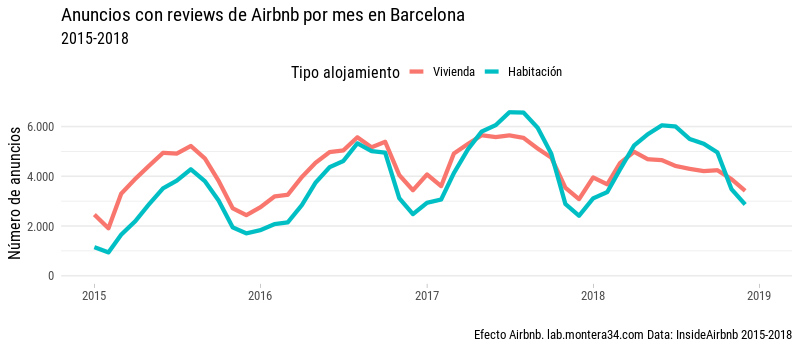 Anuncios con reviews de Airbnb por mes en Barcelona
2015-2018
Tipo alojamiento Vivienda Habitación
Número de anuncios
6.000
4.000
2.000
0
2015 2016 2017 2018 2019
Efecto Airbnb. lab.montera34.com Data: InsideAirbnb 2015-2018